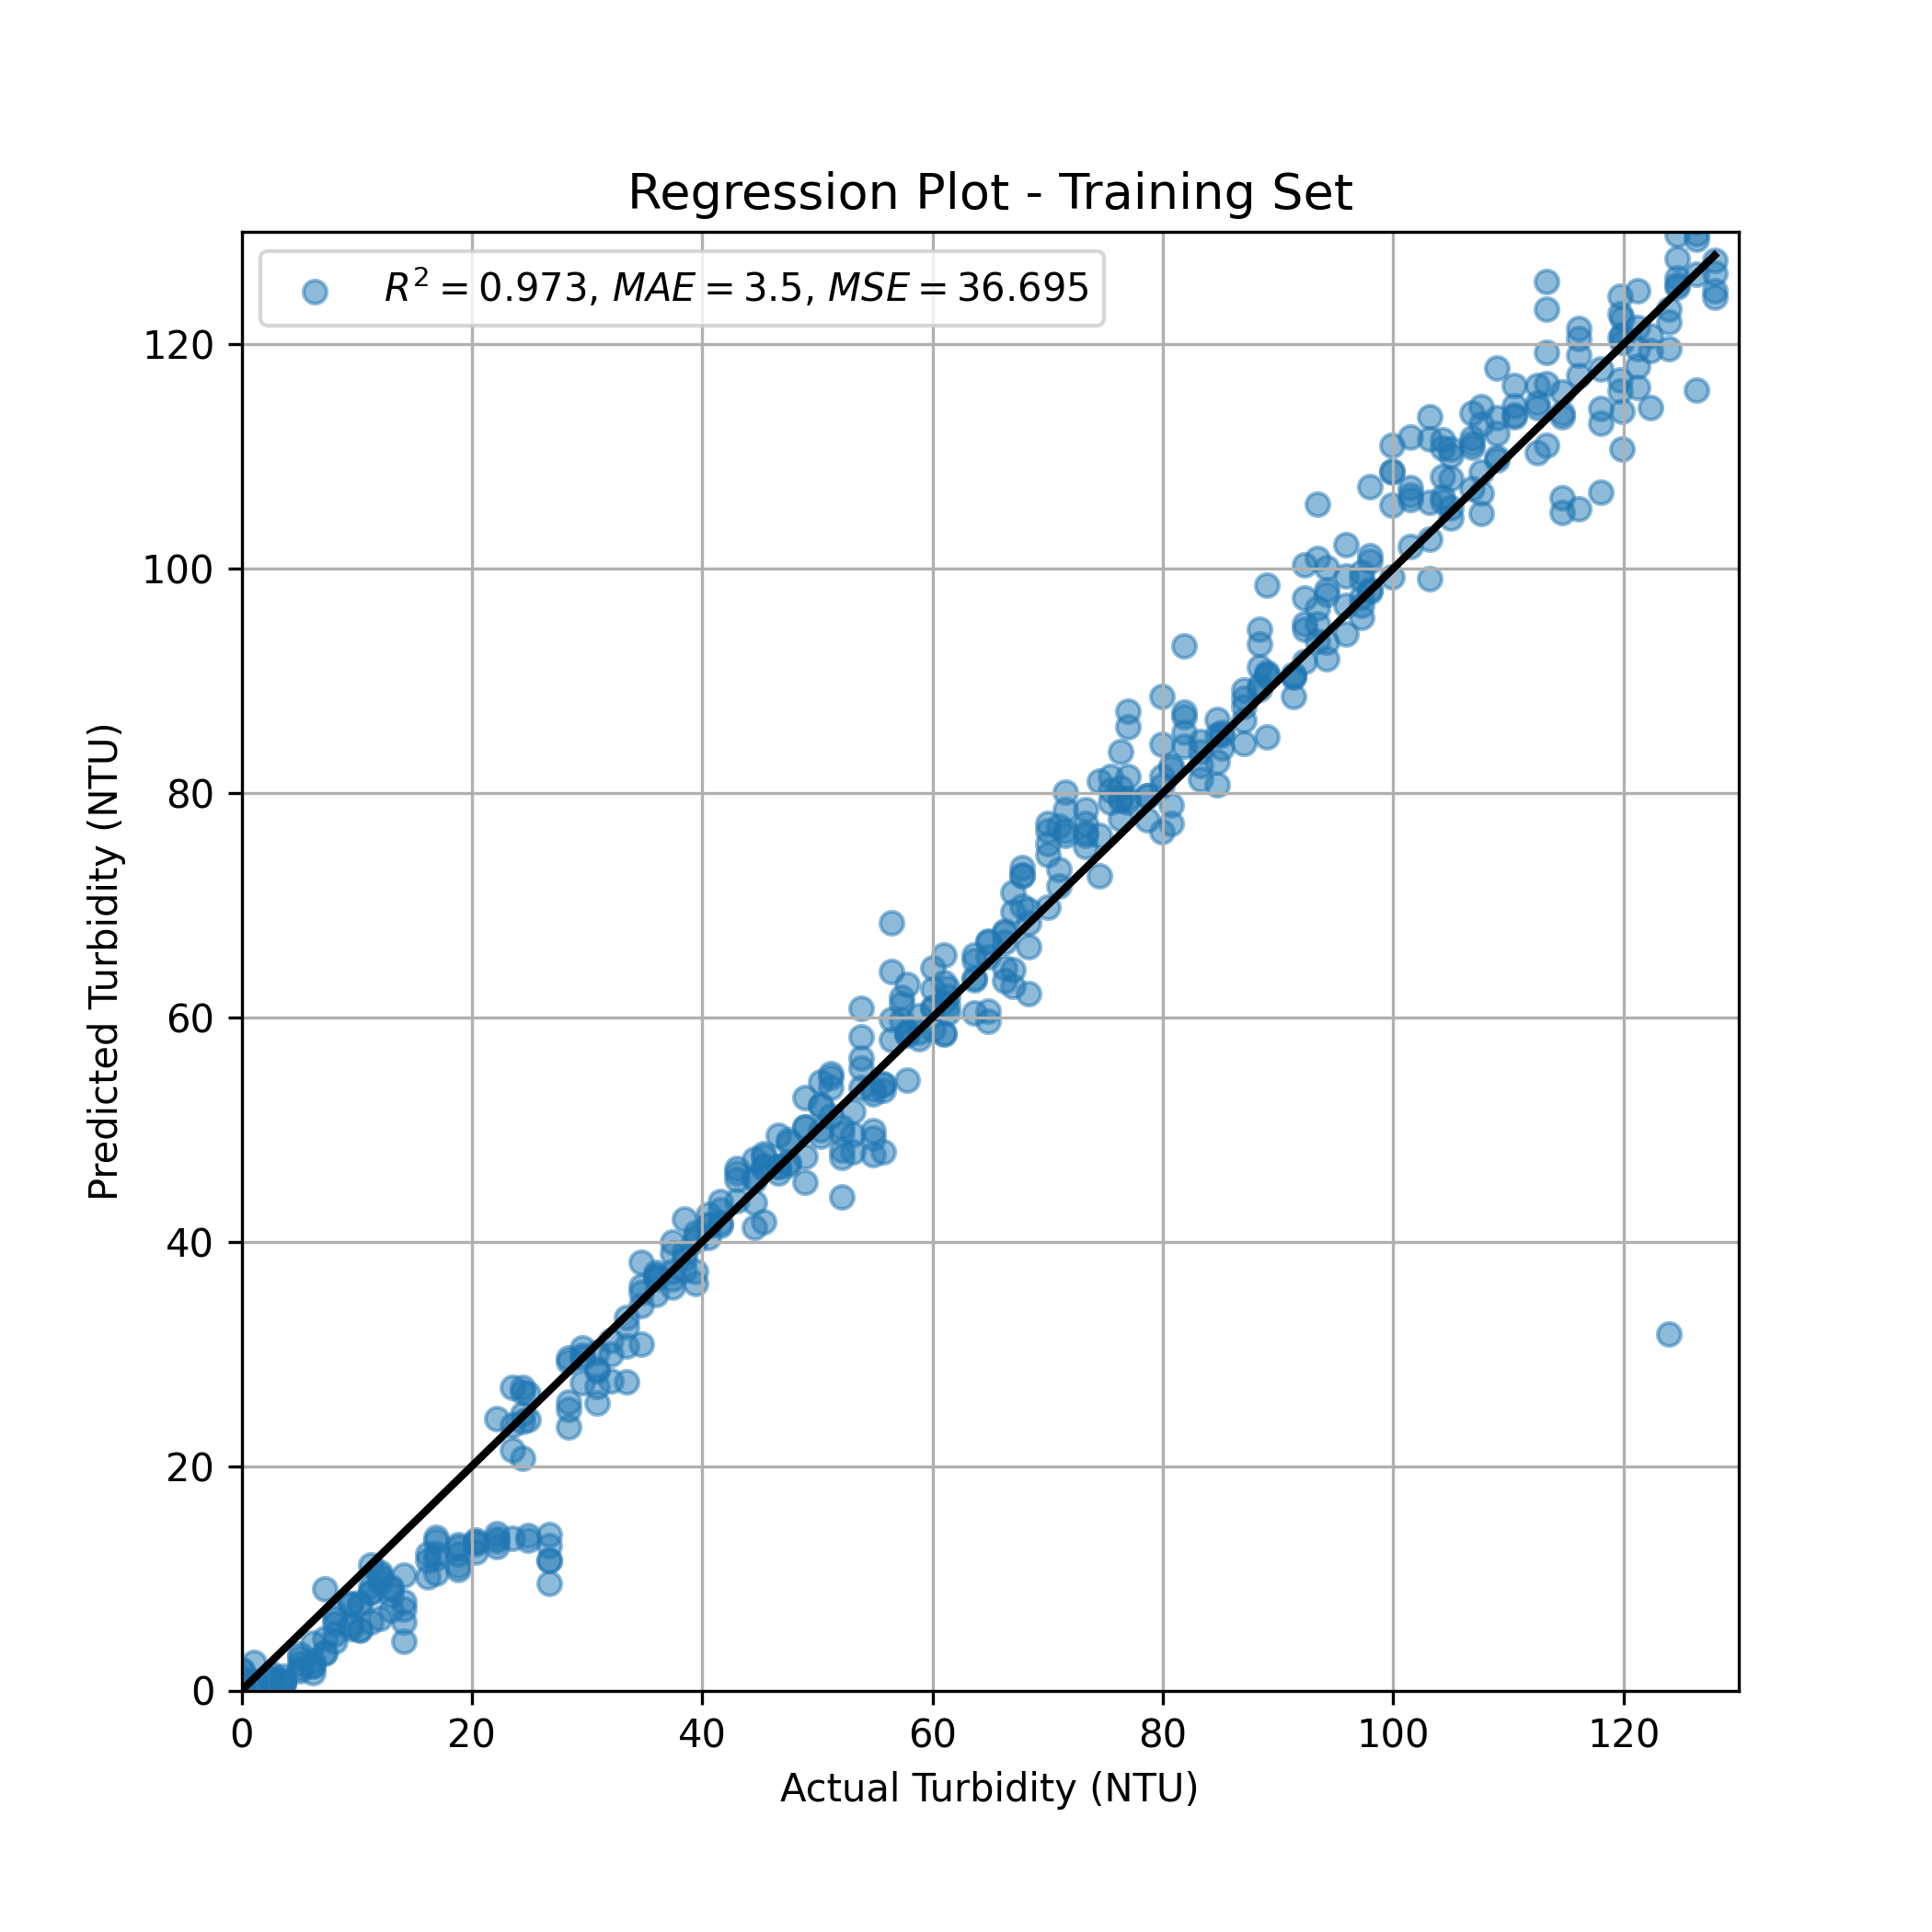 Regression Plot - Training Set
R² = 0.973, MAE = 3.5, MSE = 36.695
Predicted Turbidity (NTU)
120
100
80
60
40
20
0
0 20 40 60 80 100 120
Actual Turbidity (NTU)